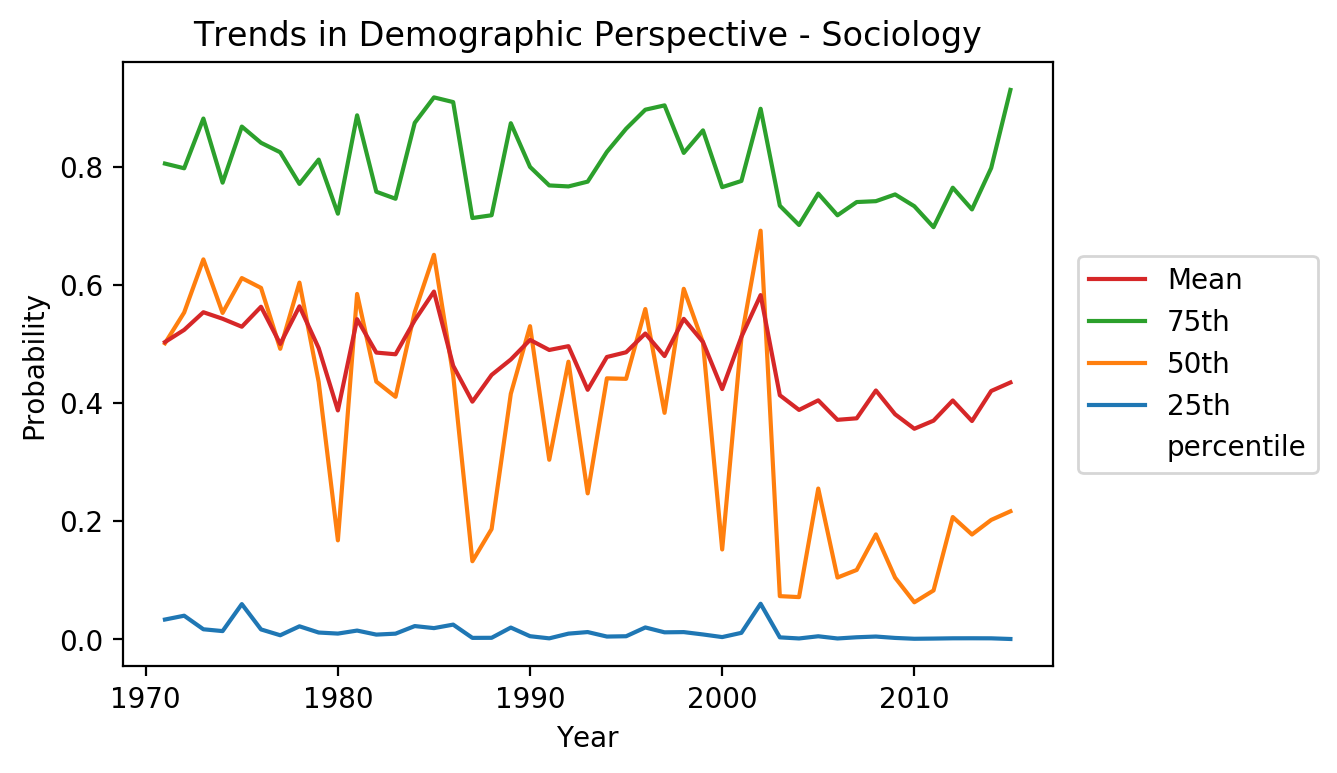 Trends in Demographic Perspective - Sociology
Probability
0.8
0.6
0.4
0.2
0.0
1970 1980 1990 2000 2010
Year
Mean
75th
50th
25th
percentile